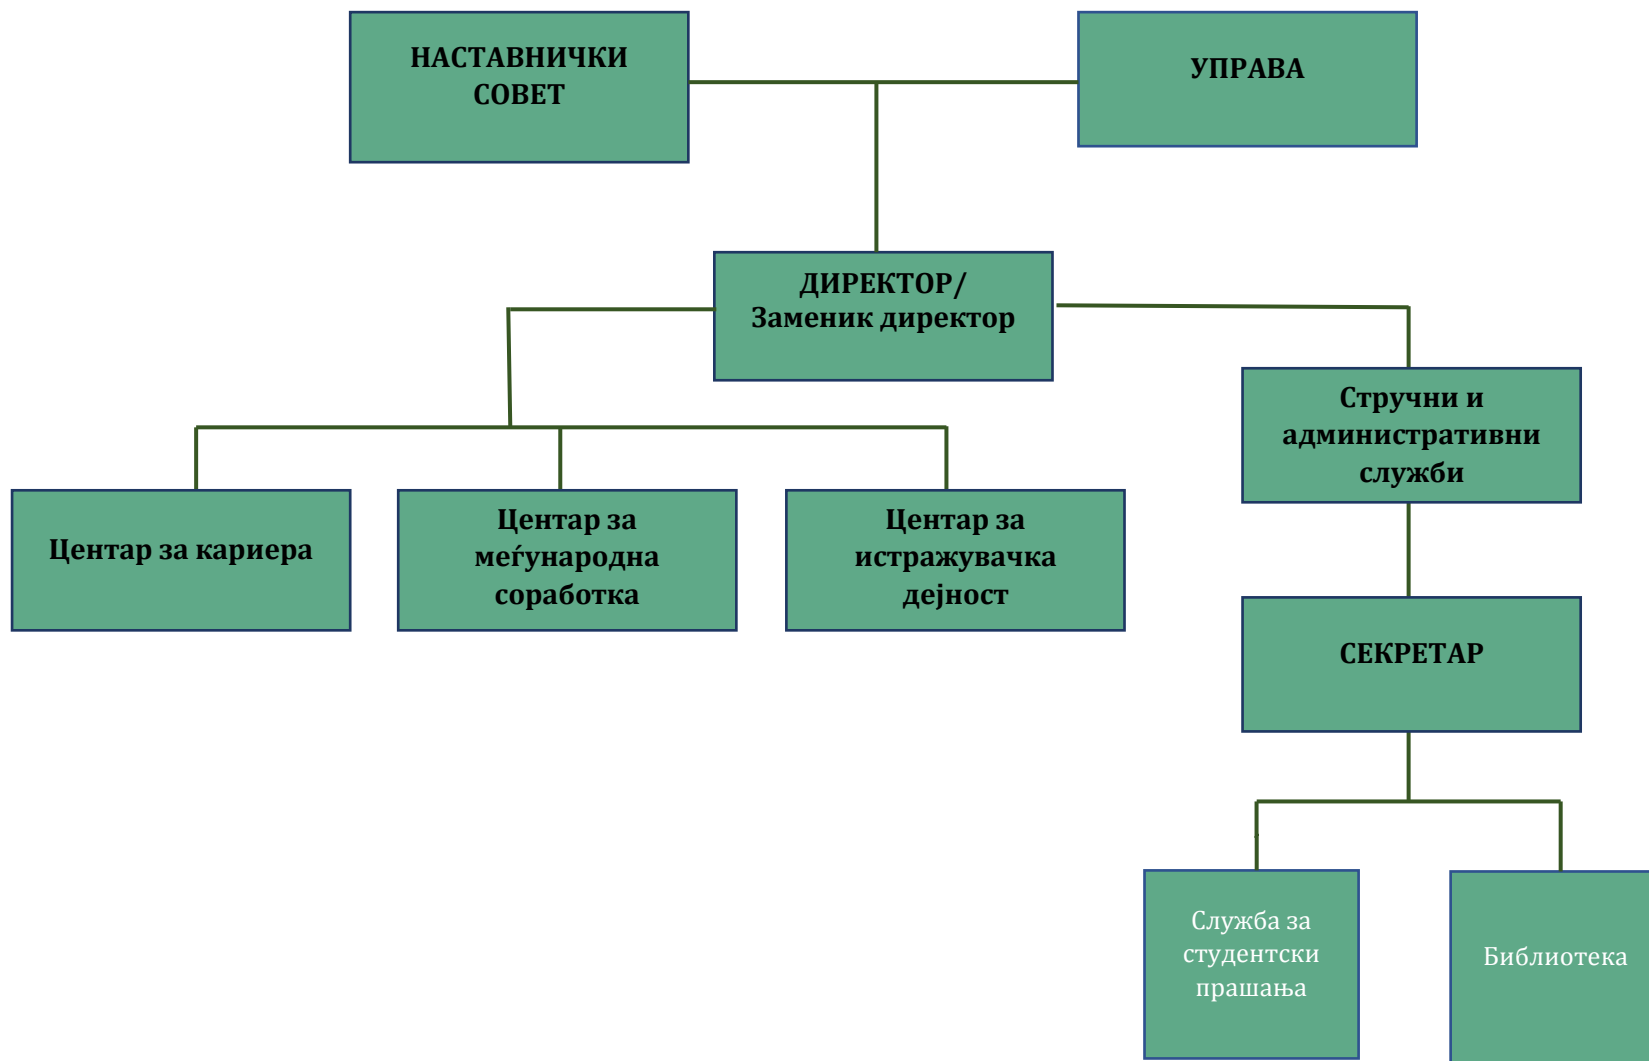 НАСТАВНИЧКИ
СОВЕТ
УПРАВА
ДИРЕКТОР/
Заменик директор
Стручни и
административни
служби
Центар за кариера
Центар за
меѓународна
соработка
Центар за
истражувачка
дејност
СЕКРЕТАР
Служба за
студентски
прашања
Библиотека